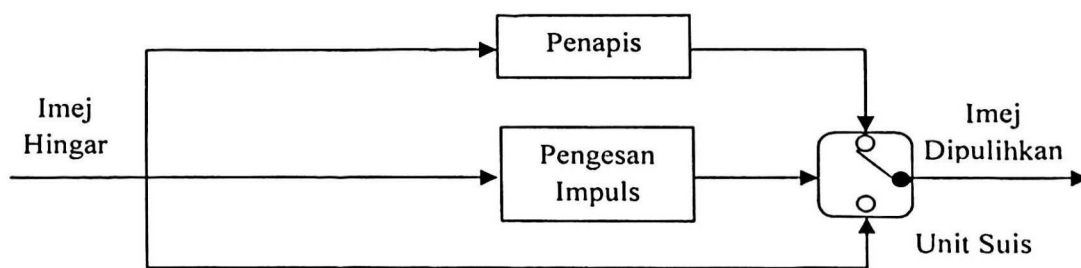 Penapis
Imej
Hingar
Pengesan
Impuls
Imej
Dipulihkan
Unit Suis